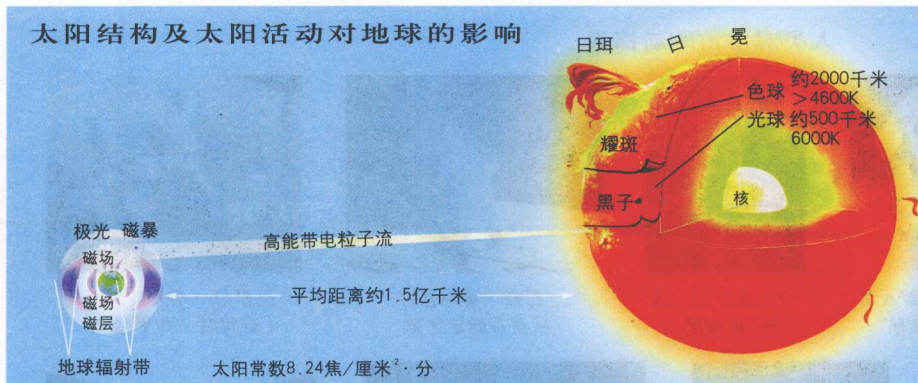 太阳结构及太阳活动对地球的影响
日珥 日 冕
色球 约2000千米
>4600K
光球 约500千米
6000K
耀斑
黑子
核
极光 磁暴
高能带电粒子流
磁场
平均距离约1.5亿千米
磁场
磁层
地球辐射带
太阳常数8.24焦/厘米²·分